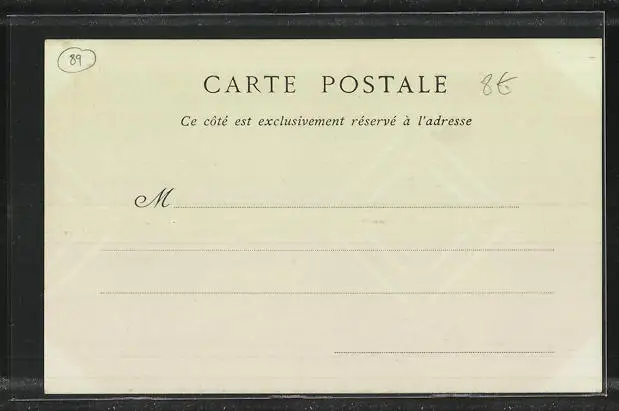 89
CARTE POSTALE 8€
Ce côté est exclusivement réservé à l'adresse
M